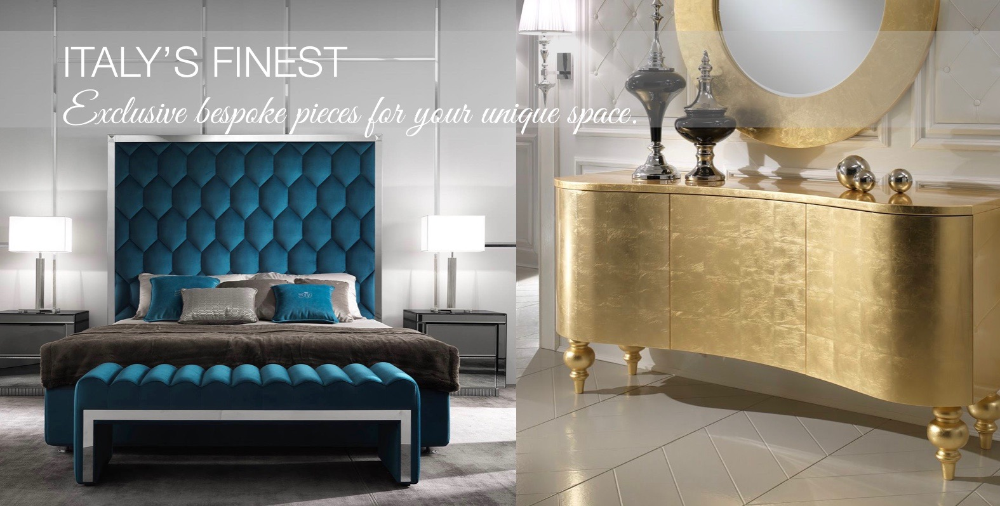 ITALY'S FINEST
Exclusive bespoke pieces for your unique space.